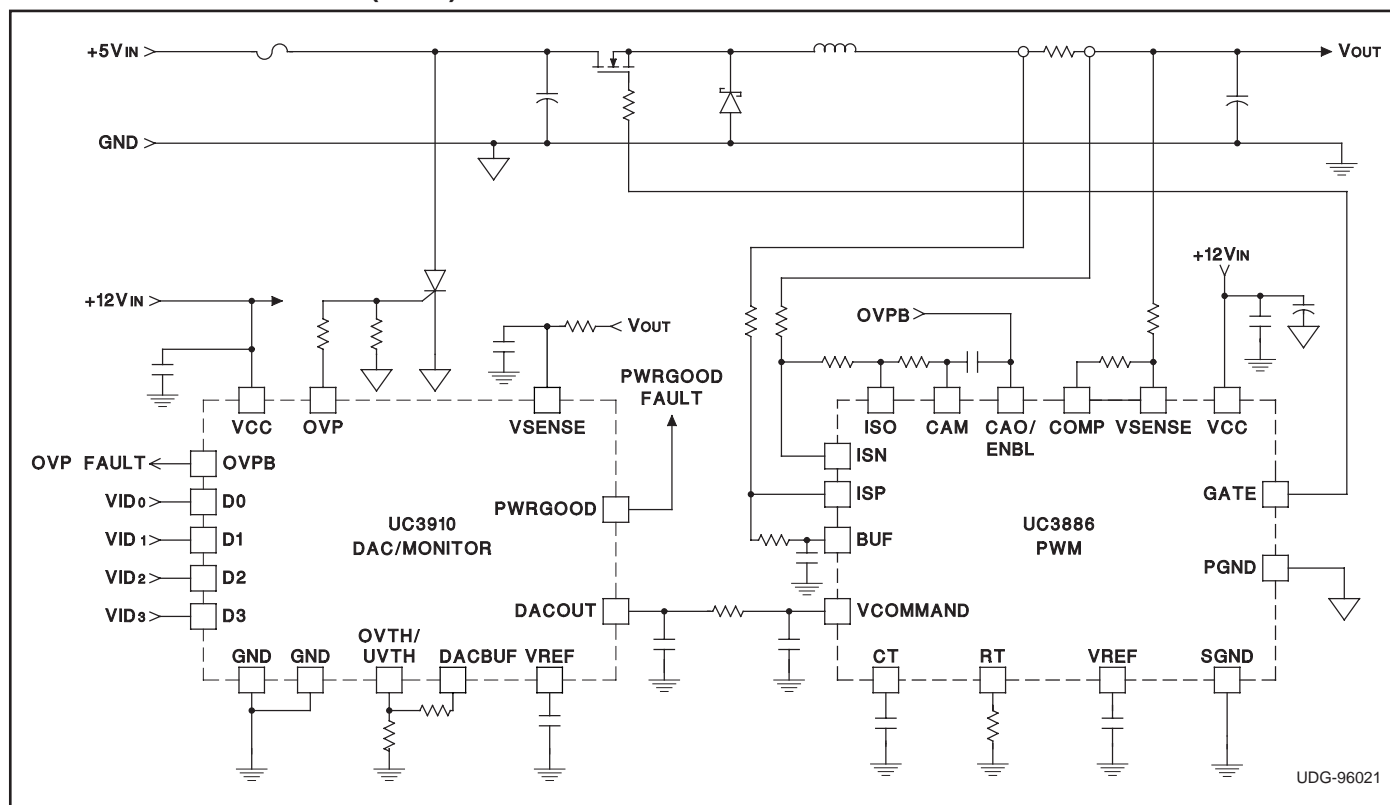 +5VIN
VOUT
GND
+12VIN
+12VIN
VOUT
OVPB
PWRGOOD
FAULT
VCC
OVP
VSENSE
ISO
CAM
CAO/
ENBL
COMP
VSENSE
VCC
OVP FAULT
OVPB
ISN
VID0
D0
PWRGOOD
ISP
GATE
VID1
D1
UC3910
DAC/MONITOR
BUF
UC3886
PWM
VID2
D2
PGND
VID3
D3
DACOUT
VCOMMAND
GND
GND
OVTH/
UVTH
DACBUF
VREF
CT
RT
VREF
SGND
UDG-96021